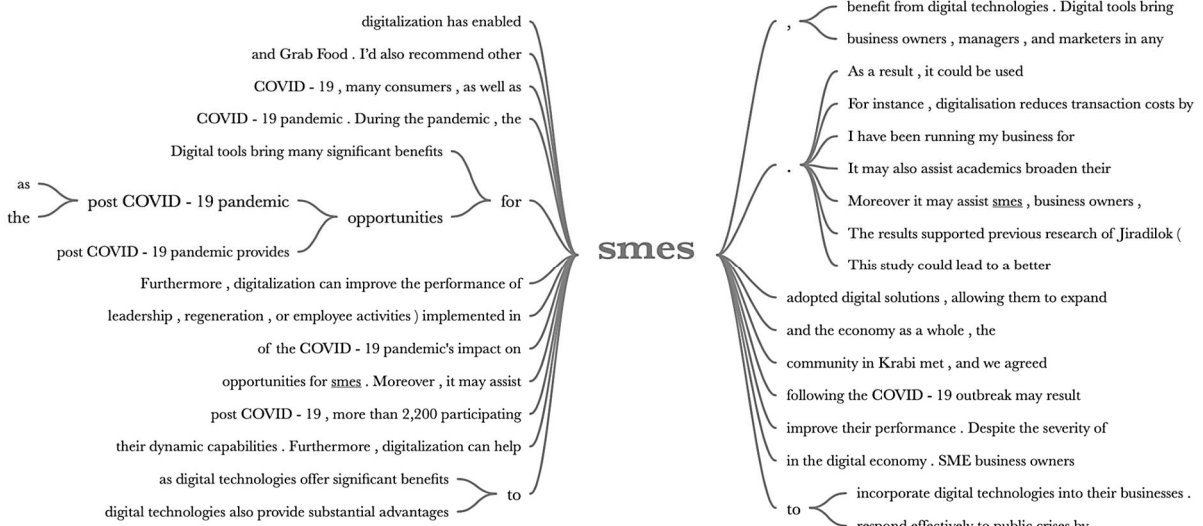 digitalization has enabled
and Grab Food . I'd also recommend other
COVID - 19 , many consumers , as well as
COVID - 19 pandemic . During the pandemic , the
Digital tools bring many significant benefits
as
the
post COVID - 19 pandemic
post COVID - 19 pandemic provides
opportunities
for
Furthermore , digitalization can improve the performance of
leadership , regeneration , or employee activities ) implemented in
of the COVID - 19 pandemic's impact on
opportunities for smes . Moreover , it may assist
post COVID - 19 , more than 2,200 participating
their dynamic capabilities . Furthermore , digitalization can help
as digital technologies offer significant benefits
digital technologies also provide substantial advantages
to
smes
,
benefit from digital technologies . Digital tools bring
business owners , managers , and marketers in any
.
As a result , it could be used
For instance , digitalisation reduces transaction costs by
I have been running my business for
It may also assist academics broaden their
Moreover it may assist smes , business owners ,
The results supported previous research of Jiradilok (
This study could lead to a better
adopted digital solutions , allowing them to expand
and the economy as a whole , the
community in Krabi met , and we agreed
following the COVID - 19 outbreak may result
improve their performance . Despite the severity of
in the digital economy . SME business owners
to
incorporate digital technologies into their businesses .
respond effectively to public crises by